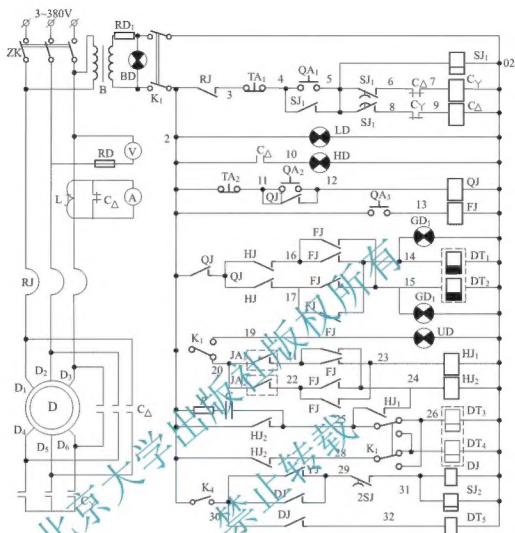 3~380V
ZK
RD₁
BD
B
K₁
RJ
3
TA₁
4
QA₁
5
SJ₁
SJ₁
02
SJ₁
6
C△
7
C_Y
SJ₁
8
C_Y
9
C△
2
LD
C△
10
HD
V
RD
L
C△
A
TA₂
11
QA₂
12
QJ
QJ
QA₃
13
FJ
GD₁
QJ
HJ
16
FJ
14
DT₁
QJ
FJ
HJ
17
15
DT₂
GD₁
RJ
19
FJ
UD
K₁
20
JA₁
23
HJ₁
22
FJ
24
HJ₂
FJ
HJ₁
D₁
D₂
D₃
D
D₄
D₅
D₆
C△
25
26
DT₃
HJ₂
HJ₂
28
K₁
DT₄
DJ
K₄
29
2SJ
31
SJ₂
DJ
30
DJ
32
DT₅
北京大学出版社版权所有
禁止转载